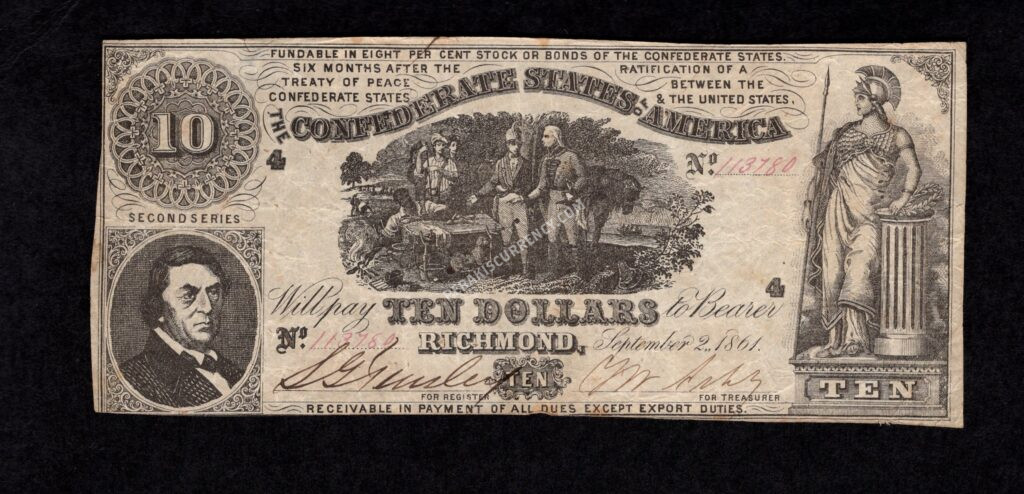 FUNDABLE IN EIGHT PER CENT STOCK OR BONDS OF THE CONFEDERATE STATES.
SIX MONTHS AFTER THE RATIFICATION OF A
TREATY OF PEACE BETWEEN THE
CONFEDERATE STATES & THE UNITED STATES.
THE CONFEDERATE STATES OF AMERICA
10
4
Nº 113780
SECOND SERIES
4
Will pay TEN DOLLARS to Bearer
Nº 113780 RICHMOND, September 2, 1861.
TEN
FOR REGISTER FOR TREASURER
TEN
RECEIVABLE IN PAYMENT OF ALL DUES EXCEPT EXPORT DUTIES.